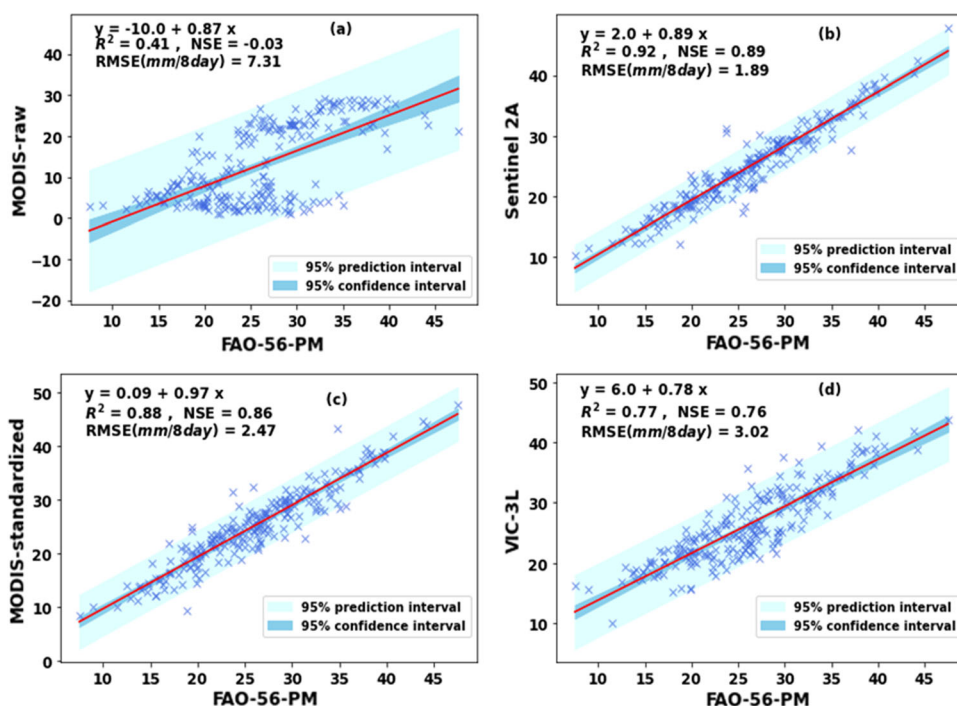 y = -10.0 + 0.87 x
(a)
R² = 0.41 , NSE = -0.03
RMSE(mm/8day) = 7.31
MODIS-raw
40
30
20
10
0
−10
−20
95% prediction interval
95% confidence interval
10 15 20 25 30 35 40 45
FAO-56-PM
y = 2.0 + 0.89 x
(b)
R² = 0.92 , NSE = 0.89
RMSE(mm/8day) = 1.89
Sentinel 2A
40
30
20
10
95% prediction interval
95% confidence interval
10 15 20 25 30 35 40 45
FAO-56-PM
y = 0.09 + 0.97 x
(c)
R² = 0.88 , NSE = 0.86
RMSE(mm/8day) = 2.47
MODIS-standardized
50
40
30
20
10
0
95% prediction interval
95% confidence interval
10 15 20 25 30 35 40 45
FAO-56-PM
y = 6.0 + 0.78 x
(d)
R² = 0.77 , NSE = 0.76
RMSE(mm/8day) = 3.02
VIC-3L
50
40
30
20
10
95% prediction interval
95% confidence interval
10 15 20 25 30 35 40 45
FAO-56-PM